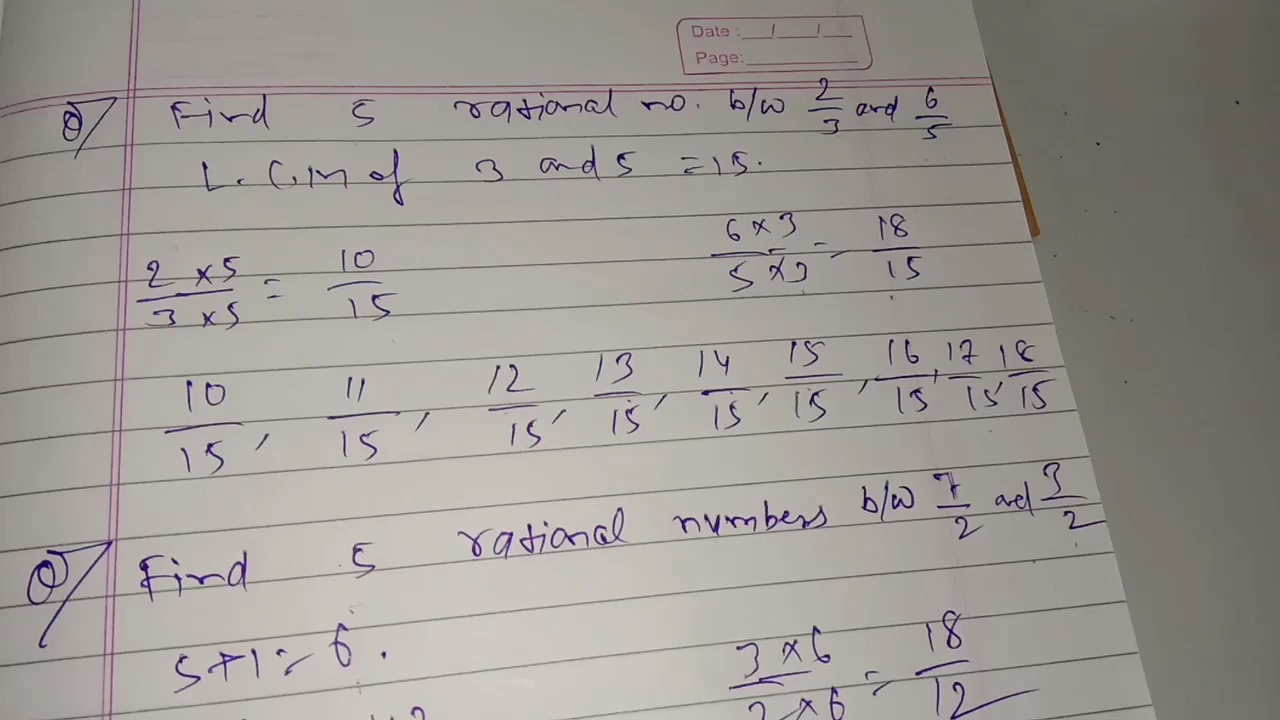 Date : __/__/__
Page:
Q/ Find 5 rational no. b/w 2/3 and 6/5
L.C.M of 3 and 5 = 15.
2 × 5 / 3 × 5 = 10/15
6 × 3 / 5 × 3 = 18/15
10/15, 11/15, 12/15, 13/15, 14/15, 15/15, 16/15, 17/15, 18/15
Q/ Find 5 rational numbers b/w 7/2 and 3/2
5+1=6.
3 × 6 / 2 × 6 = 18/12